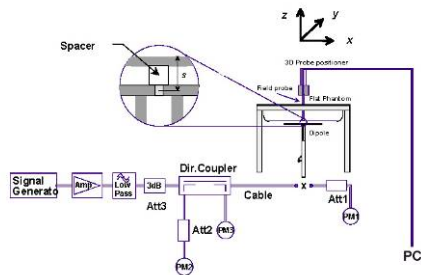 z
y
x
Spacer
s
3D Probe positioner
Field probe
Flat Phantom
Dipole
Dir.Coupler
Signal
Generato
Amp
Low
Pass
3dB
Att3
Cable
x
Att1
Att2
PM3
PM1
PM2
PC